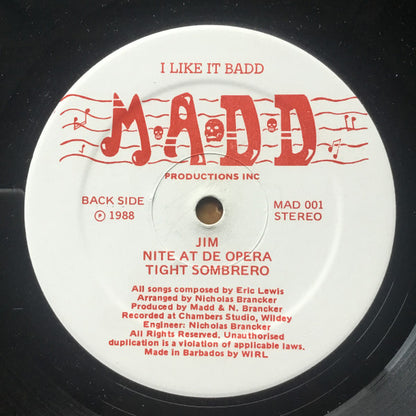 I LIKE IT BADD
M·A·D·D
PRODUCTIONS INC
BACK SIDE
℗ 1988
MAD 001
STEREO
JIM
NITE AT DE OPERA
TIGHT SOMBRERO
All songs composed by Eric Lewis
Arranged by Nicholas Brancker
Produced by Madd & N. Brancker
Recorded at Chambers Studio, Wildey
Engineer: Nicholas Brancker
All Rights Reserved. Unauthorised
duplication is a violation of applicable laws.
Made in Barbados by WIRL